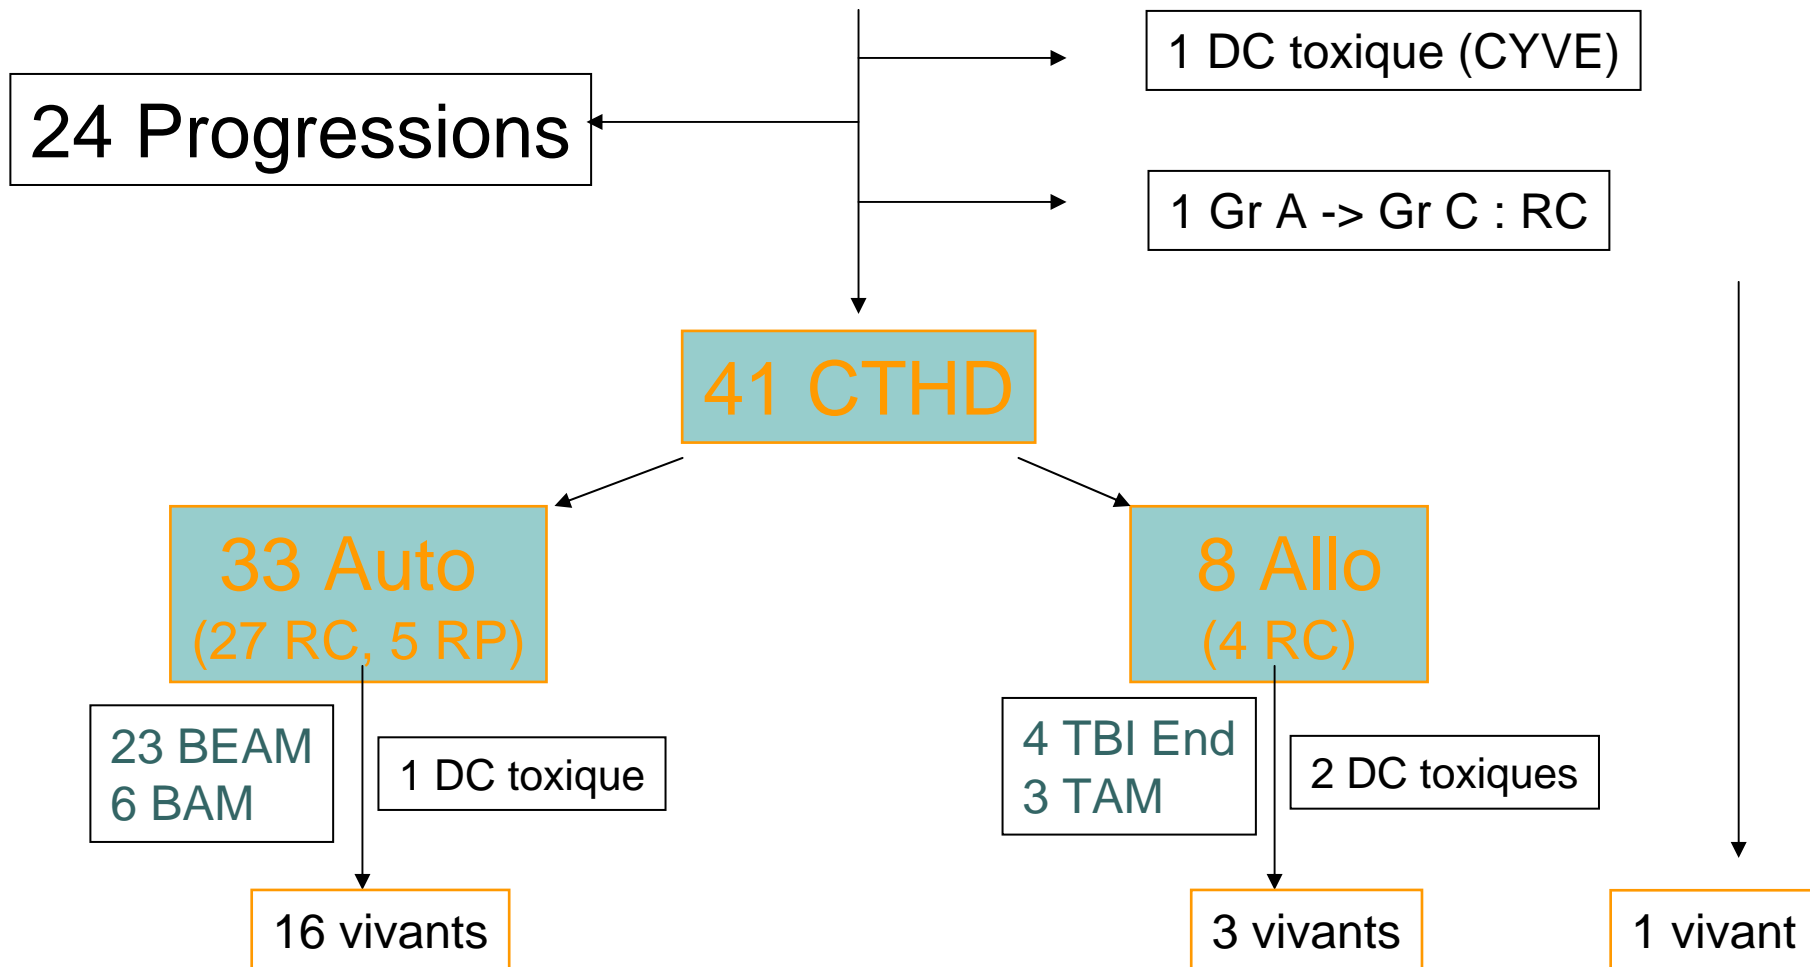 1 DC toxique (CYVE)
24 Progressions
1 Gr A -> Gr C : RC
41 CTHD
33 Auto
(27 RC, 5 RP)
8 Allo
(4 RC)
23 BEAM
6 BAM
1 DC toxique
4 TBI End
3 TAM
2 DC toxiques
16 vivants
3 vivants
1 vivant